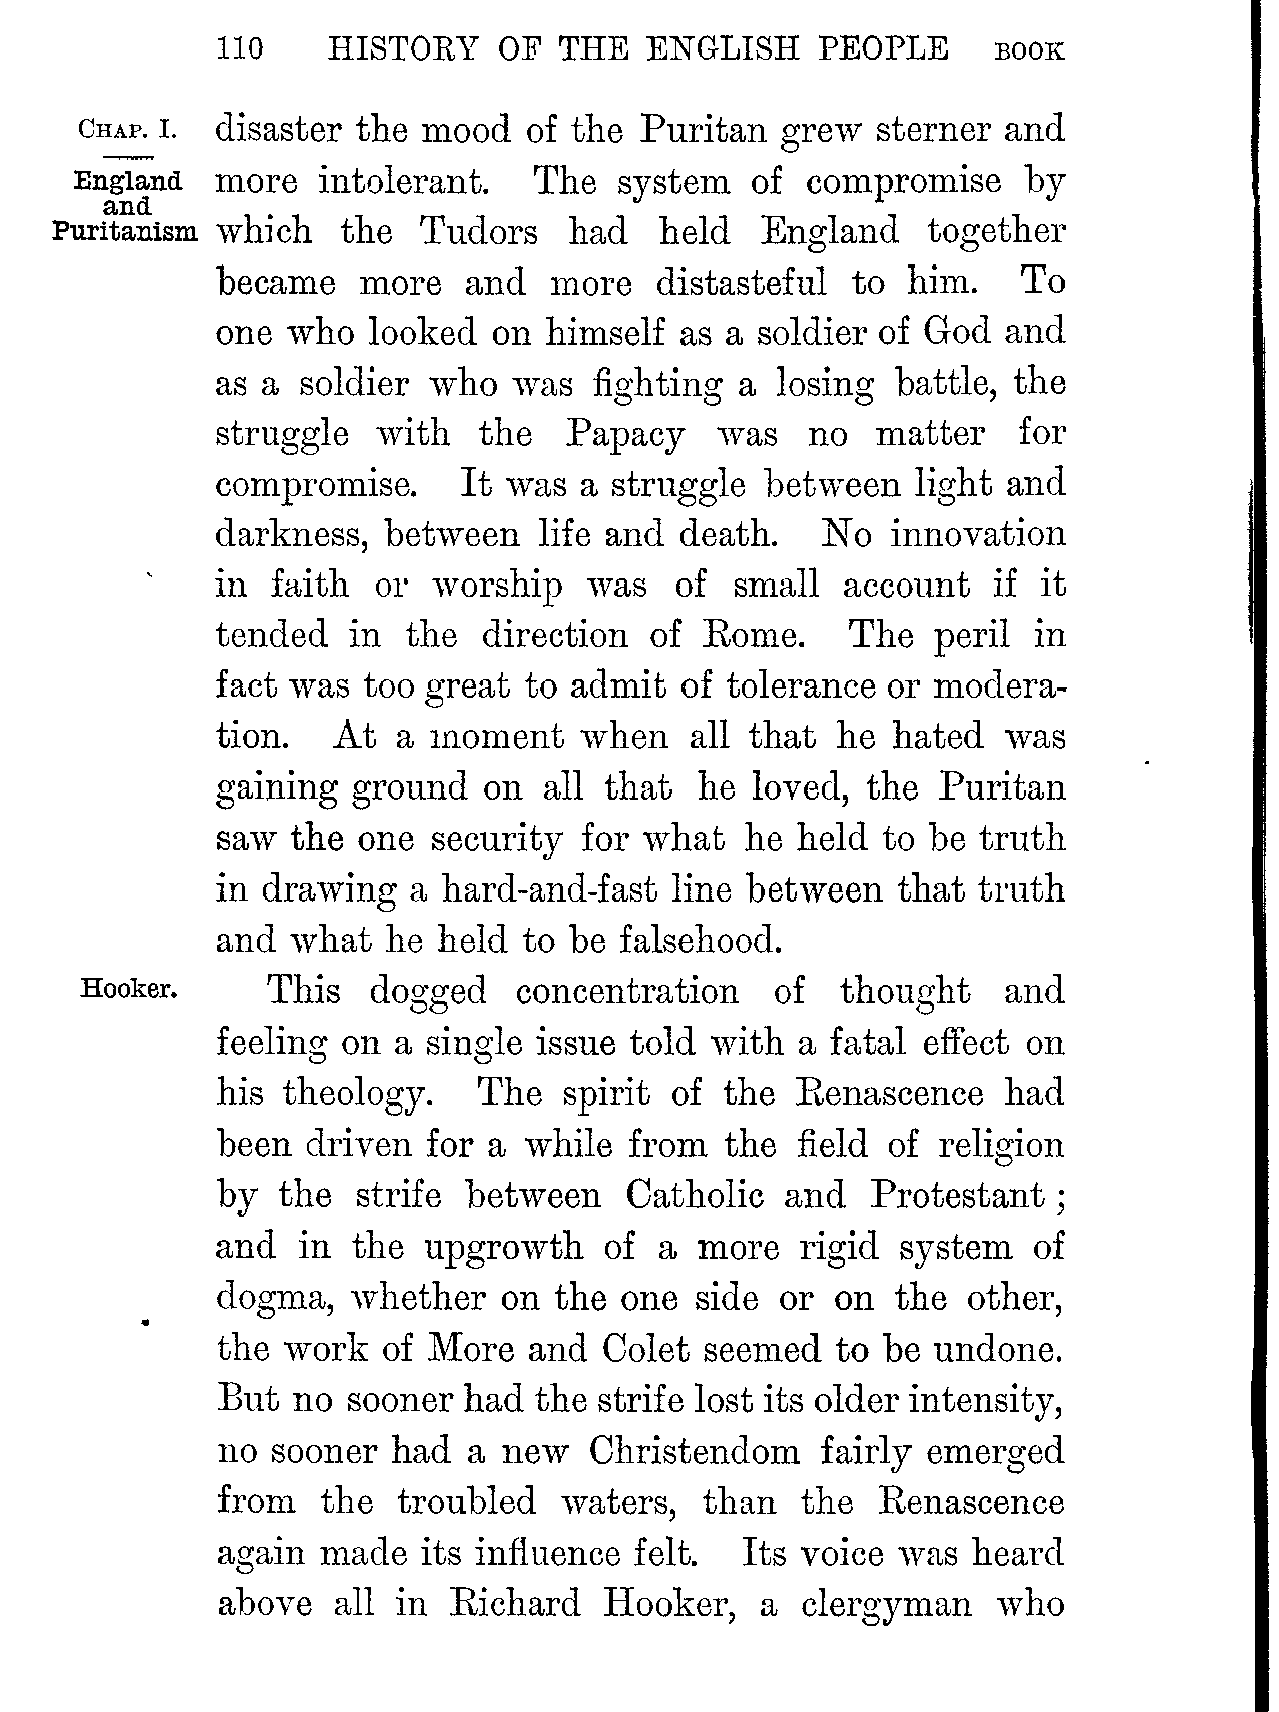 110 HISTORY OF THE ENGLISH PEOPLE BOOK
CHAP. I.
England
and
Puritanism
disaster the mood of the Puritan grew sterner and
more intolerant. The system of compromise by
which the Tudors had held England together
became more and more distasteful to him. To
one who looked on himself as a soldier of God and
as a soldier who was fighting a losing battle, the
struggle with the Papacy was no matter for
compromise. It was a struggle between light and
darkness, between life and death. No innovation
in faith or worship was of small account if it
tended in the direction of Rome. The peril in
fact was too great to admit of tolerance or modera-
tion. At a moment when all that he hated was
gaining ground on all that he loved, the Puritan
saw the one security for what he held to be truth
in drawing a hard-and-fast line between that truth
and what he held to be falsehood.
Hooker.
This dogged concentration of thought and
feeling on a single issue told with a fatal effect on
his theology. The spirit of the Renascence had
been driven for a while from the field of religion
by the strife between Catholic and Protestant ;
and in the upgrowth of a more rigid system of
dogma, whether on the one side or on the other,
the work of More and Colet seemed to be undone.
But no sooner had the strife lost its older intensity,
no sooner had a new Christendom fairly emerged
from the troubled waters, than the Renascence
again made its influence felt. Its voice was heard
above all in Richard Hooker, a clergyman who